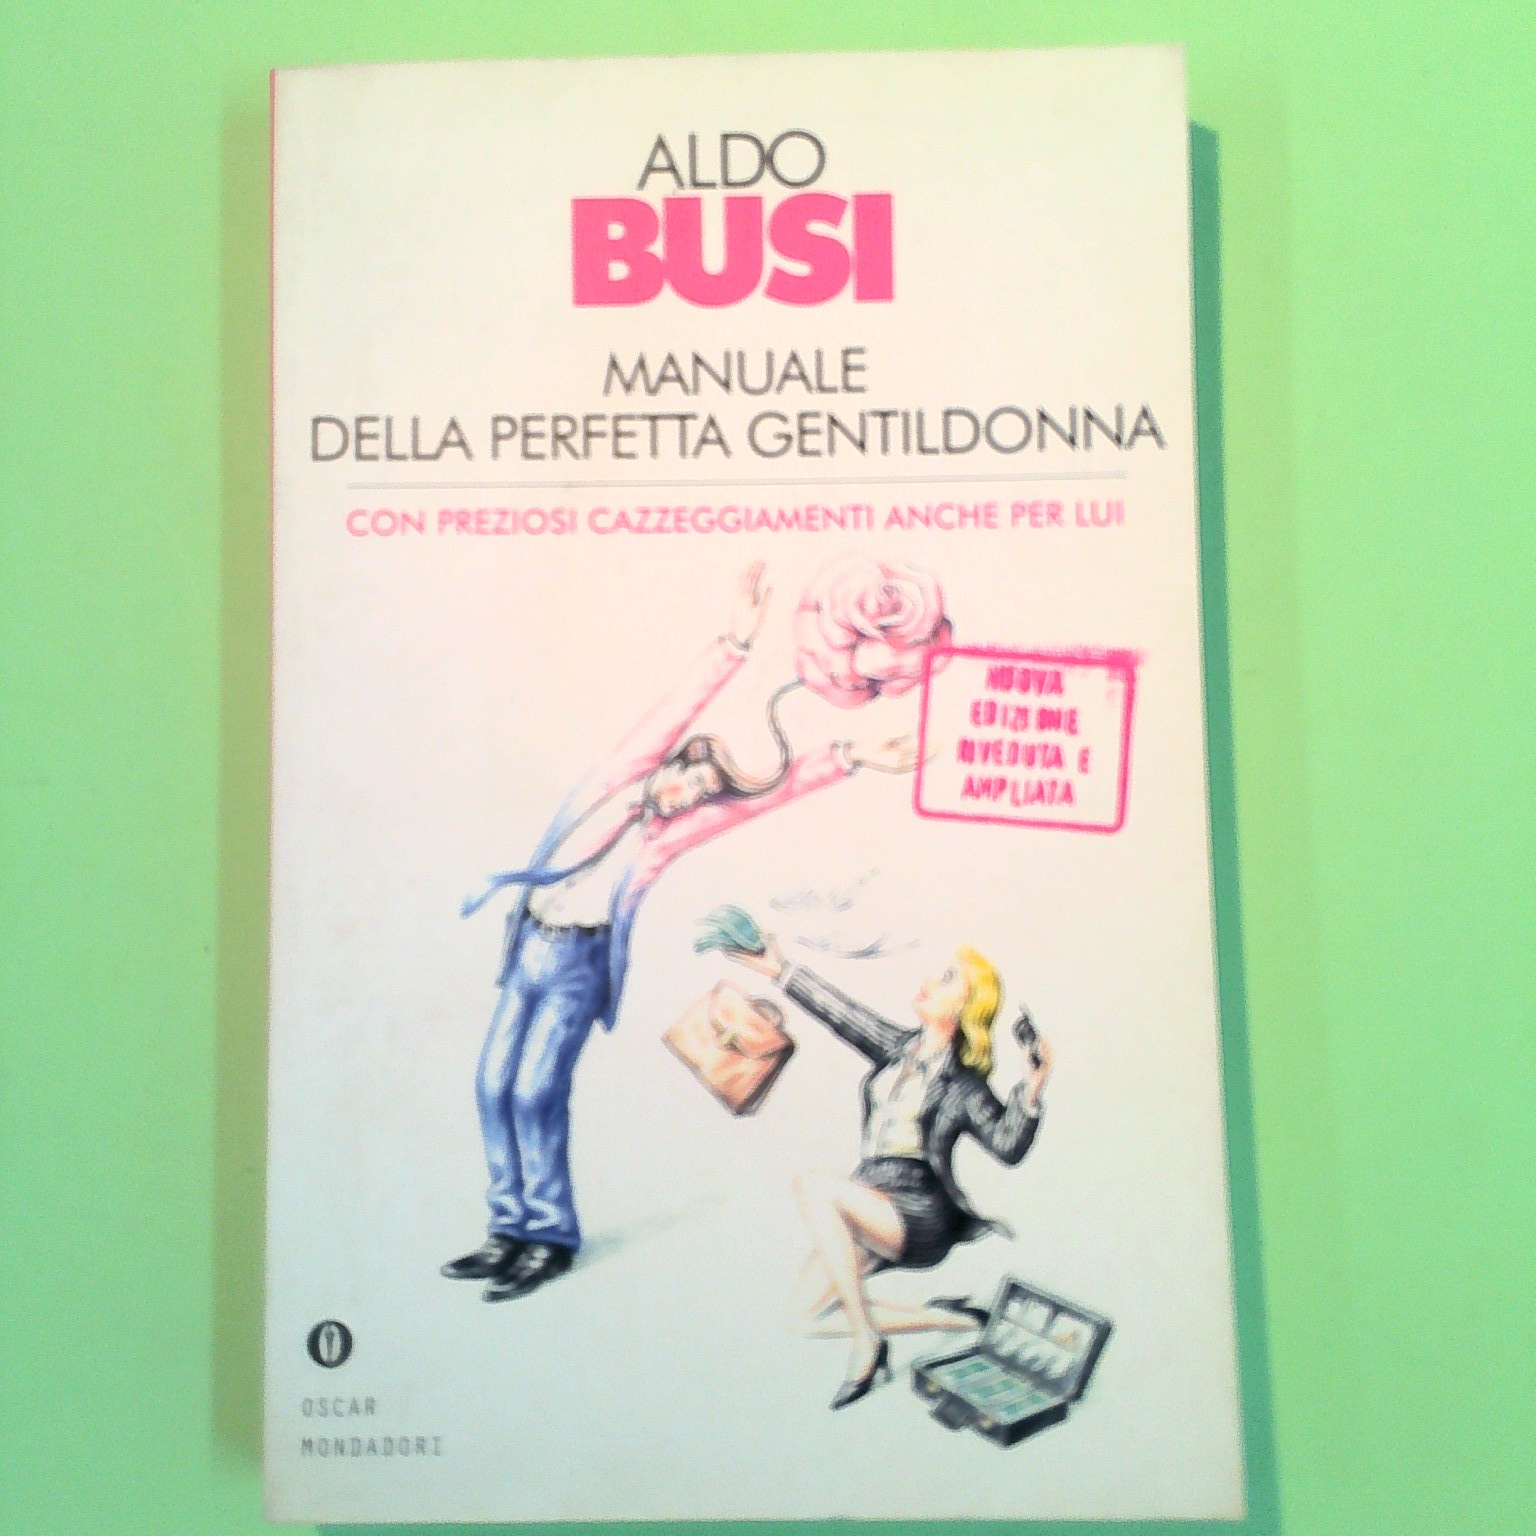 ALDO
BUSI
MANUALE
DELLA PERFETTA GENTILDONNA
CON PREZIOSI CAZZEGGIAMENTI ANCHE PER LUI
NUOVA
EDIZIONE
RIVEDUTA E
AMPLIATA
OSCAR
MONDADORI